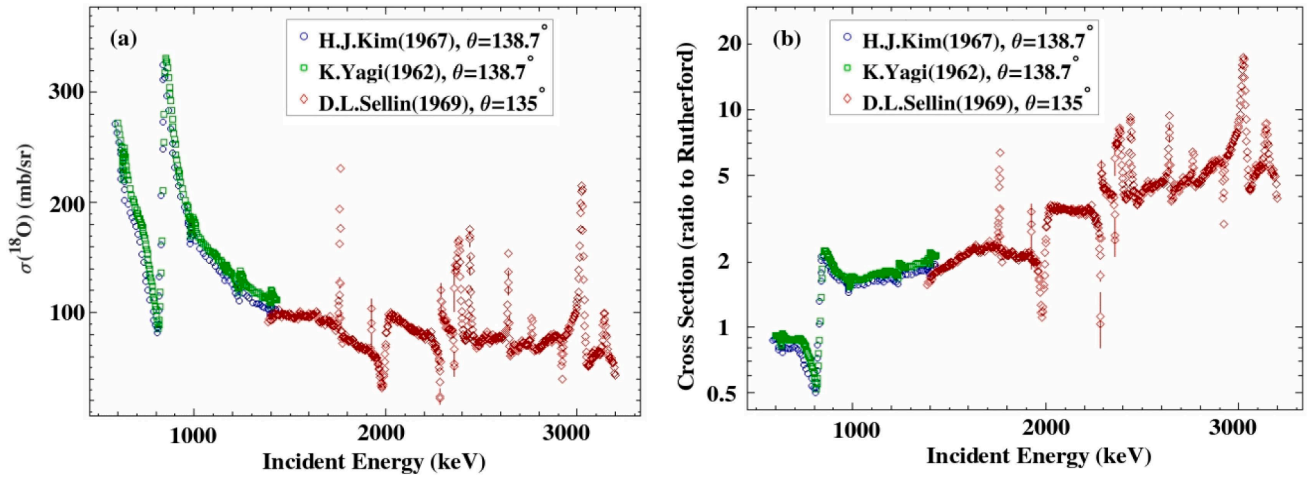 (a)
H.J.Kim(1967), θ=138.7°
K.Yagi(1962), θ=138.7°
D.L.Sellin(1969), θ=135°
300
200
100
σ(¹⁸O) (mb/sr)
1000 2000 3000
Incident Energy (keV)
(b)
H.J.Kim(1967), θ=138.7°
K.Yagi(1962), θ=138.7°
D.L.Sellin(1969), θ=135°
20
10
5
2
1
0.5
Cross Section (ratio to Rutherford)
1000 2000 3000
Incident Energy (keV)